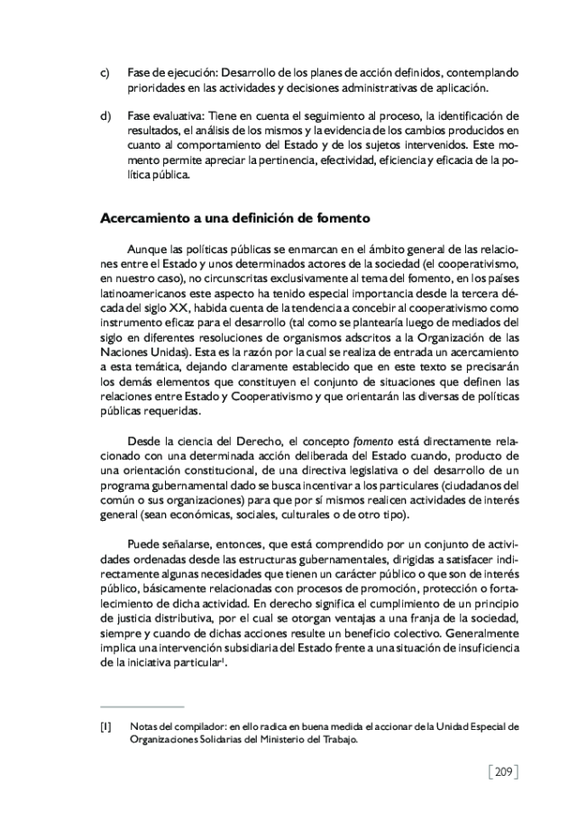 c) Fase de ejecución: Desarrollo de los planes de acción definidos, contemplando
prioridades en las actividades y decisiones administrativas de aplicación.
d) Fase evaluativa: Tiene en cuenta el seguimiento al proceso, la identificación de
resultados, el análisis de los mismos y la evidencia de los cambios producidos en
cuanto al comportamiento del Estado y de los sujetos intervenidos. Este mo-
mento permite apreciar la pertinencia, efectividad, eficiencia y eficacia de la po-
lítica pública.
Acercamiento a una definición de fomento
Aunque las políticas públicas se enmarcan en el ámbito general de las relacio-
nes entre el Estado y unos determinados actores de la sociedad (el cooperativismo,
en nuestro caso), no circunscritas exclusivamente al tema del fomento, en los países
latinoamericanos este aspecto ha tenido especial importancia desde la tercera dé-
cada del siglo XX, habida cuenta de la tendencia a concebir al cooperativismo como
instrumento eficaz para el desarrollo (tal como se plantearía luego de mediados del
siglo en diferentes resoluciones de organismos adscritos a la Organización de las
Naciones Unidas). Esta es la razón por la cual se realiza de entrada un acercamiento
a esta temática, dejando claramente establecido que en este texto se precisarán
los demás elementos que constituyen el conjunto de situaciones que definen las
relaciones entre Estado y Cooperativismo y que orientarán las diversas de políticas
públicas requeridas.
Desde la ciencia del Derecho, el concepto fomento está directamente rela-
cionado con una determinada acción deliberada del Estado cuando, producto de
una orientación constitucional, de una directiva legislativa o del desarrollo de un
programa gubernamental dado se busca incentivar a los particulares (ciudadanos del
común o sus organizaciones) para que por sí mismos realicen actividades de interés
general (sean económicas, sociales, culturales o de otro tipo).
Puede señalarse, entonces, que está comprendido por un conjunto de activi-
dades ordenadas desde las estructuras gubernamentales, dirigidas a satisfacer indi-
rectamente algunas necesidades que tienen un carácter público o que son de interés
público, básicamente relacionadas con procesos de promoción, protección o forta-
lecimiento de dicha actividad. En derecho significa el cumplimiento de un principio
de justicia distributiva, por el cual se otorgan ventajas a una franja de la sociedad,
siempre y cuando de dichas acciones resulte un beneficio colectivo. Generalmente
implica una intervención subsidiaria del Estado frente a una situación de insuficiencia
de la iniciativa particular¹.
[1] Notas del compilador: en ello radica en buena medida el accionar de la Unidad Especial de
Organizaciones Solidarias del Ministerio del Trabajo.
[209]